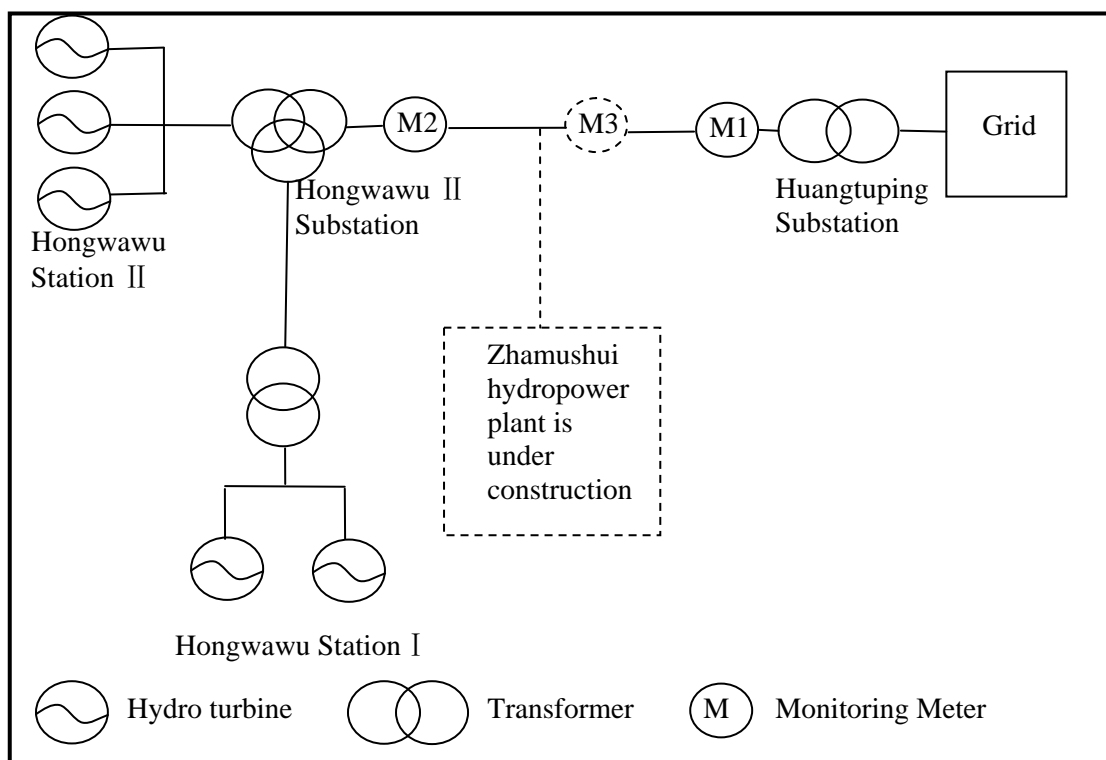 M2
M3
M1
Grid
Hongwawu Ⅱ
Substation
Huangtuping
Substation
Hongwawu
Station Ⅱ
Zhamushui
hydropower
plant is
under
construction
Hongwawu Station Ⅰ
Hydro turbine
Transformer
M
Monitoring Meter